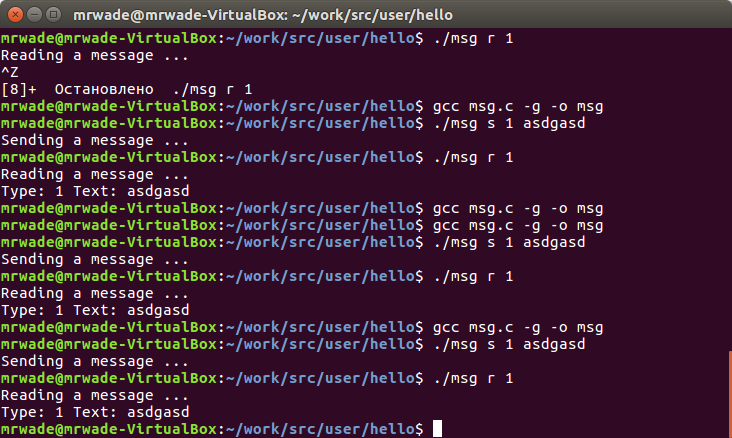 mrwade@mrwade-VirtualBox: ~/work/src/user/hello
mrwade@mrwade-VirtualBox:~/work/src/user/hello$ ./msg r 1
Reading a message ...
^Z
[8]+  Остановлено  ./msg r 1
mrwade@mrwade-VirtualBox:~/work/src/user/hello$ gcc msg.c -g -o msg
mrwade@mrwade-VirtualBox:~/work/src/user/hello$ ./msg s 1 asdgasd
Sending a message ...
mrwade@mrwade-VirtualBox:~/work/src/user/hello$ ./msg r 1
Reading a message ...
Type: 1 Text: asdgasd
mrwade@mrwade-VirtualBox:~/work/src/user/hello$ gcc msg.c -g -o msg
mrwade@mrwade-VirtualBox:~/work/src/user/hello$ gcc msg.c -g -o msg
mrwade@mrwade-VirtualBox:~/work/src/user/hello$ ./msg s 1 asdgasd
Sending a message ...
mrwade@mrwade-VirtualBox:~/work/src/user/hello$ ./msg r 1
Reading a message ...
Type: 1 Text: asdgasd
mrwade@mrwade-VirtualBox:~/work/src/user/hello$ gcc msg.c -g -o msg
mrwade@mrwade-VirtualBox:~/work/src/user/hello$ ./msg s 1 asdgasd
Sending a message ...
mrwade@mrwade-VirtualBox:~/work/src/user/hello$ ./msg r 1
Reading a message ...
Type: 1 Text: asdgasd
mrwade@mrwade-VirtualBox:~/work/src/user/hello$